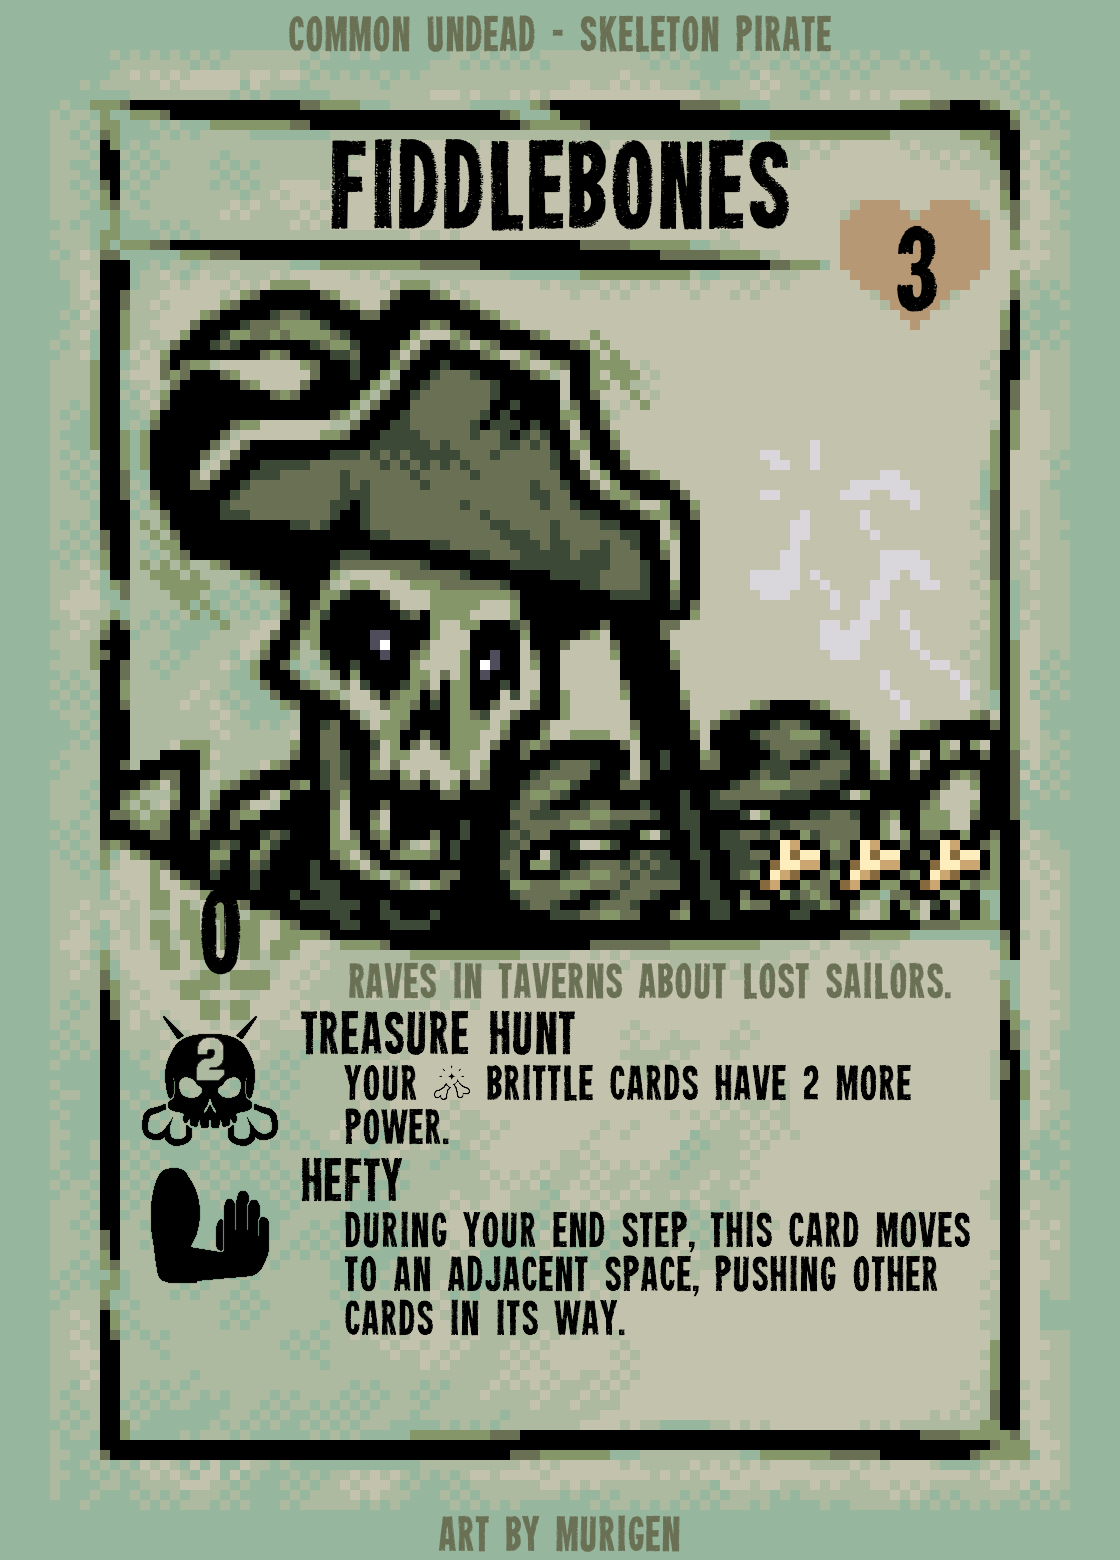 COMMON UNDEAD - SKELETON PIRATE
FIDDLEBONES
3
0
RAVES IN TAVERNS ABOUT LOST SAILORS.
TREASURE HUNT
2
YOUR BRITTLE CARDS HAVE 2 MORE
POWER.
HEFTY
DURING YOUR END STEP, THIS CARD MOVES
TO AN ADJACENT SPACE, PUSHING OTHER
CARDS IN ITS WAY.
ART BY MURIGEN